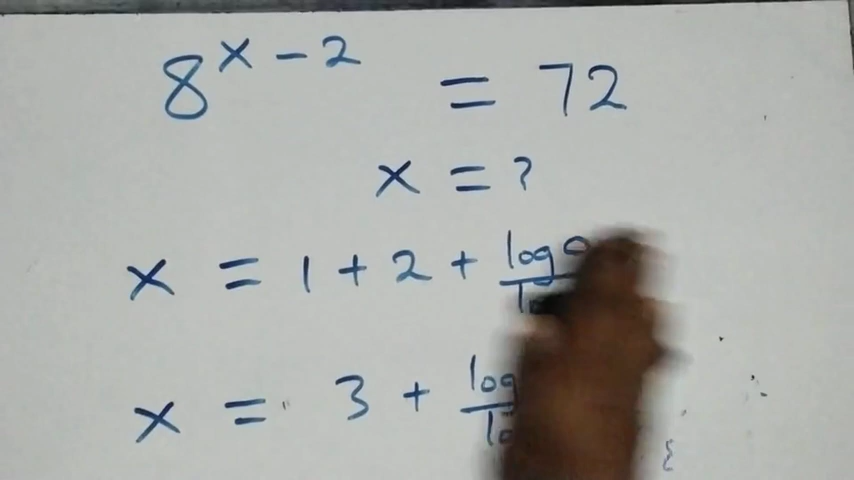 8^x-2 = 72
x = ?
x = 1 + 2 + log
x = 3 + log